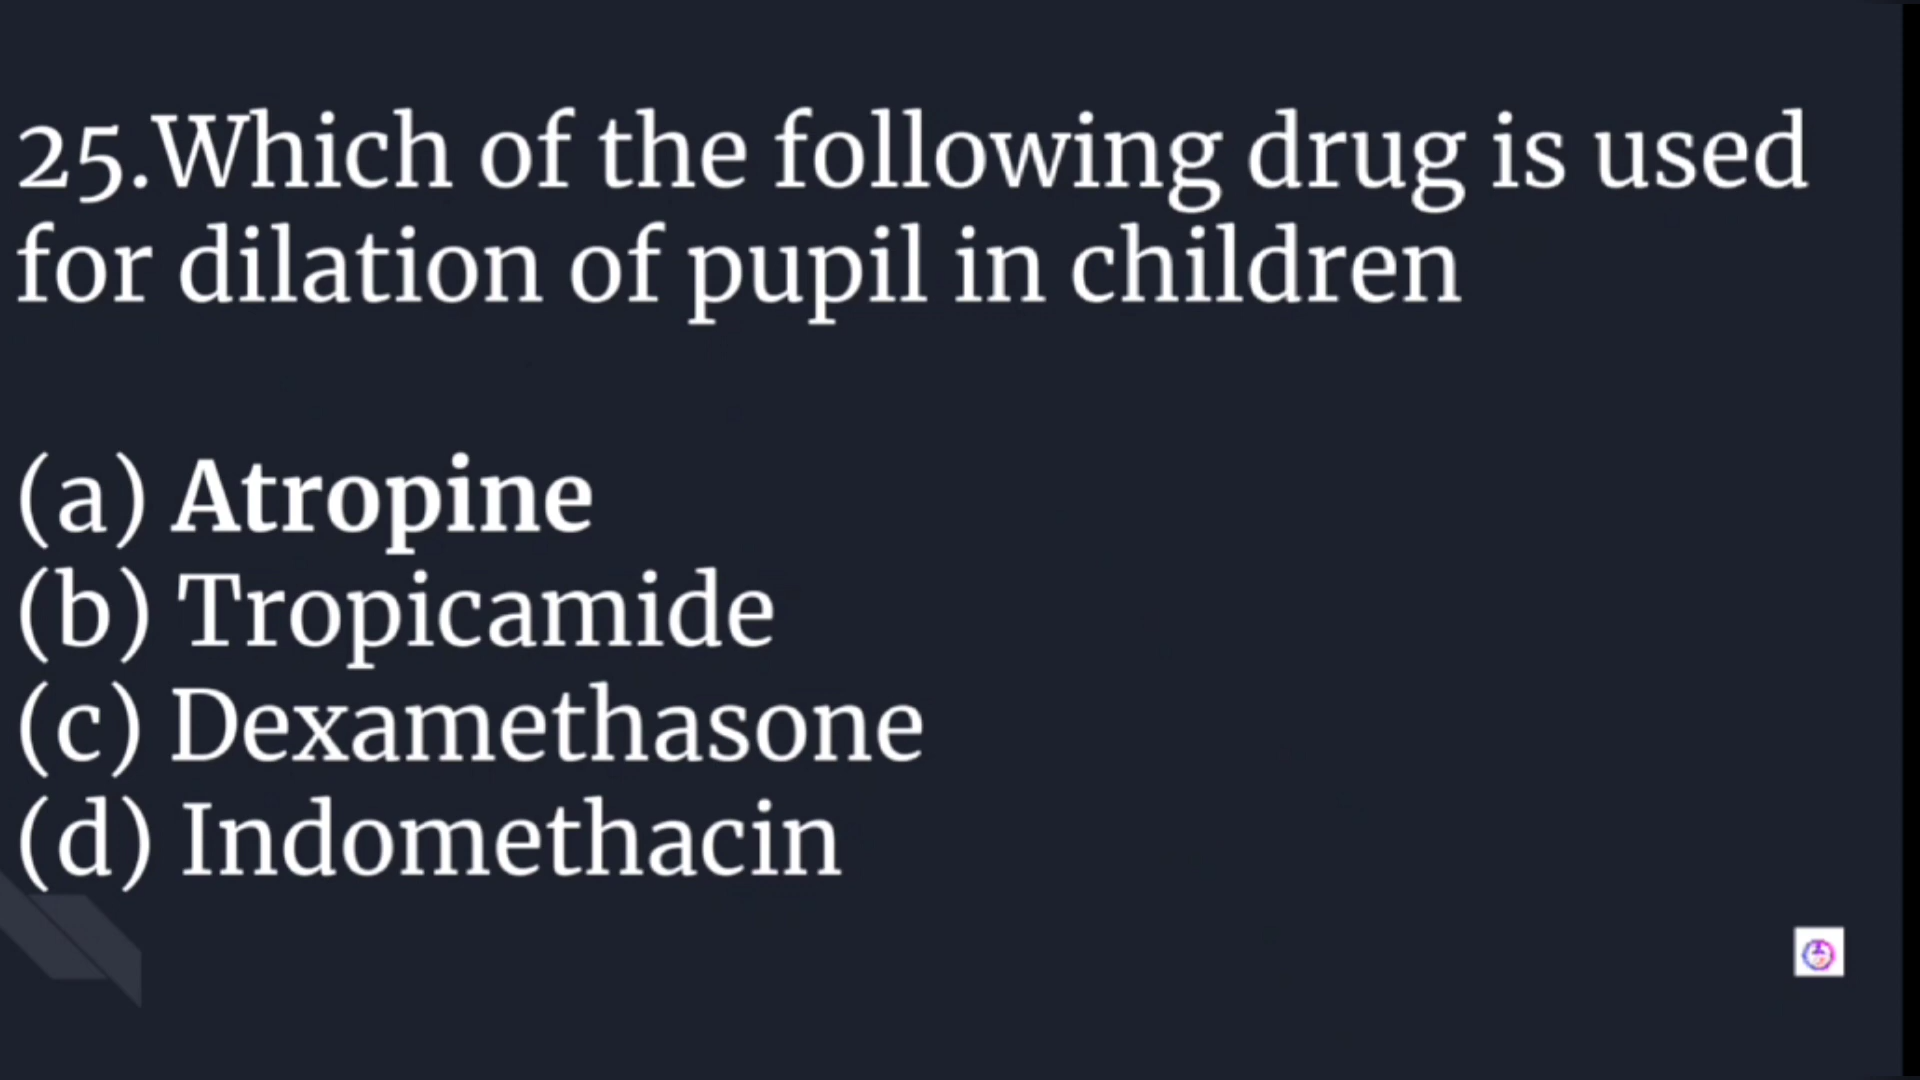 25.Which of the following drug is used
for dilation of pupil in children
(a) Atropine
(b) Tropicamide
(c) Dexamethasone
(d) Indomethacin